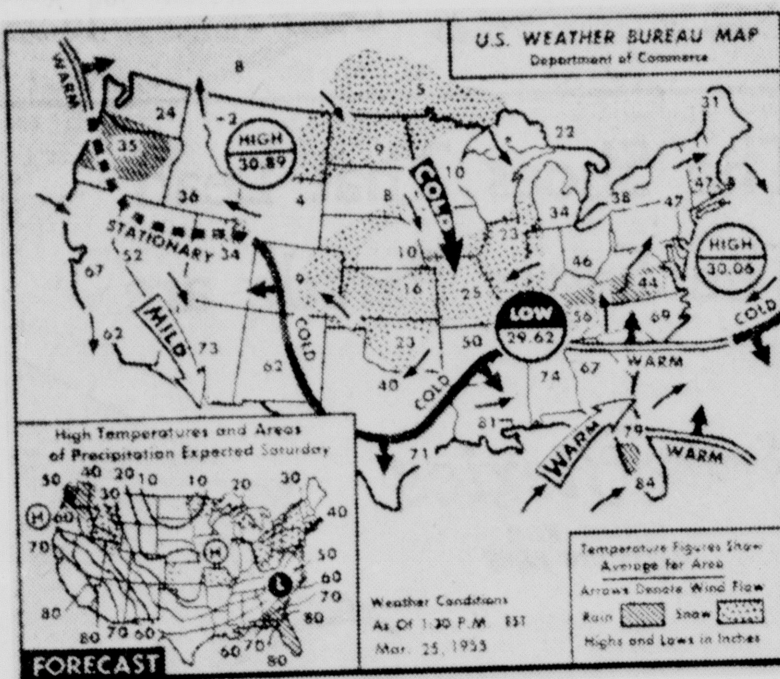 U.S. WEATHER BUREAU MAP
Department of Commerce
WARM
8
5
24
-2
HIGH
30.89
35
9
COLD
10
22
31
36
4
8
34
38
47
47
STATIONARY
52
34
67
10
23
46
HIGH
30.06
9
16
25
44
62
MILD
73
COLD
62
23
50
LOW
29.62
56
69
COLD
40
COLD
74
67
WARM
71
81
WARM
79
WARM
84
High Temperatures and Areas
of Precipitation Expected Saturday
50 40 20 10 10 20 30
30
H 60
40
70
H
50
L
60
70
80
80
80 70 60
60 70
80
FORECAST
Weather Conditions
As Of 1:30 P.M. EST
Mar. 25, 1955
Temperature Figures Show
Average for Area
Arrows Denote Wind Flow
Rain Snow
Highs and Lows in Inches